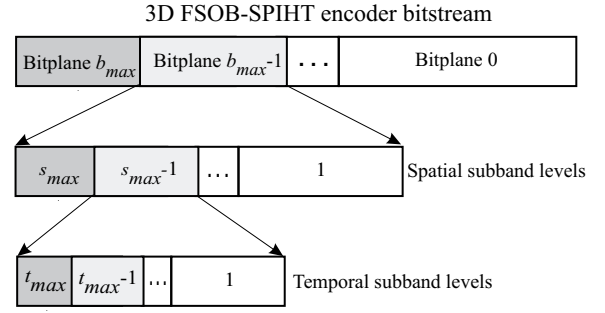 3D FSOB-SPIHT encoder bitstream
Bitplane b_max Bitplane b_max-1 ... Bitplane 0
s_max s_max-1 ... 1 Spatial subband levels
t_max t_max-1 ... 1 Temporal subband levels